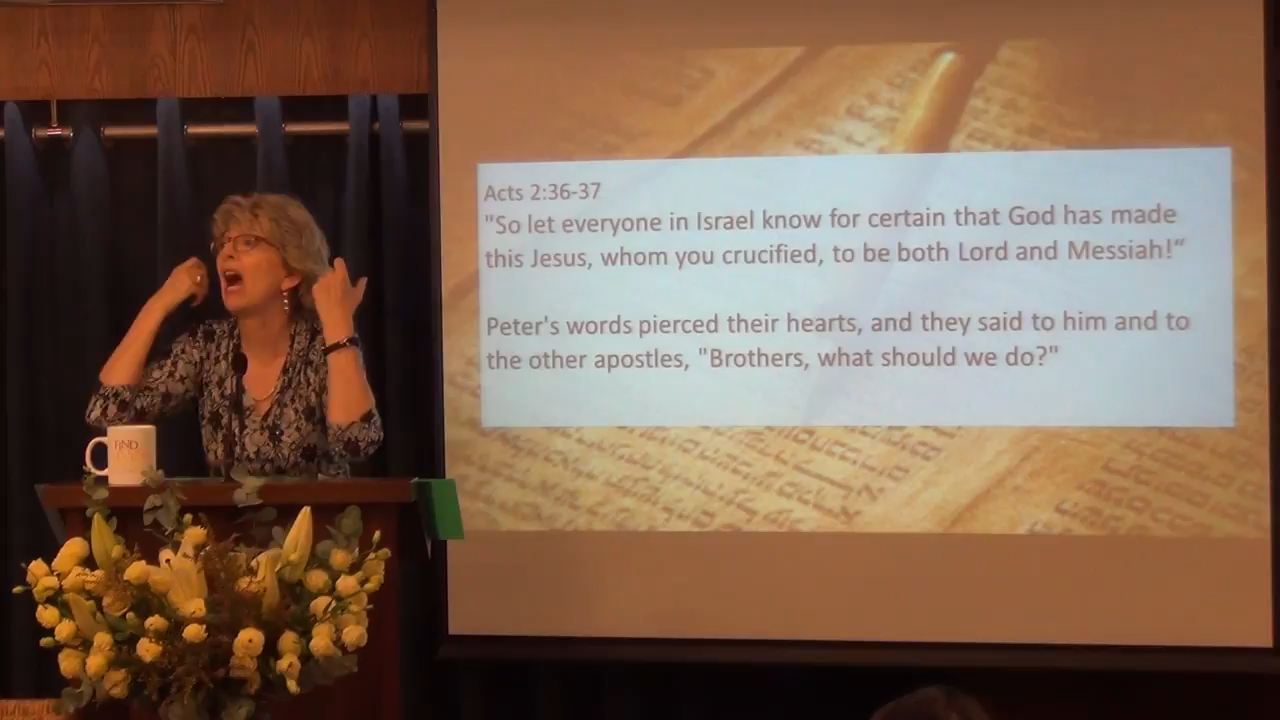 FIND
Acts 2:36-37
"So let everyone in Israel know for certain that God has made
this Jesus, whom you crucified, to be both Lord and Messiah!“
Peter's words pierced their hearts, and they said to him and to
the other apostles, "Brothers, what should we do?"